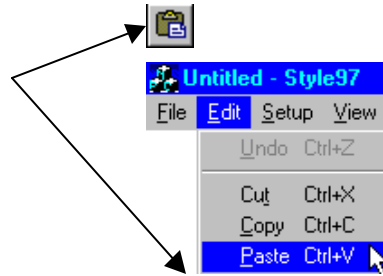 Untitled - Style97
File Edit Setup View
Undo Ctrl+Z
Cut Ctrl+X
Copy Ctrl+C
Paste Ctrl+V